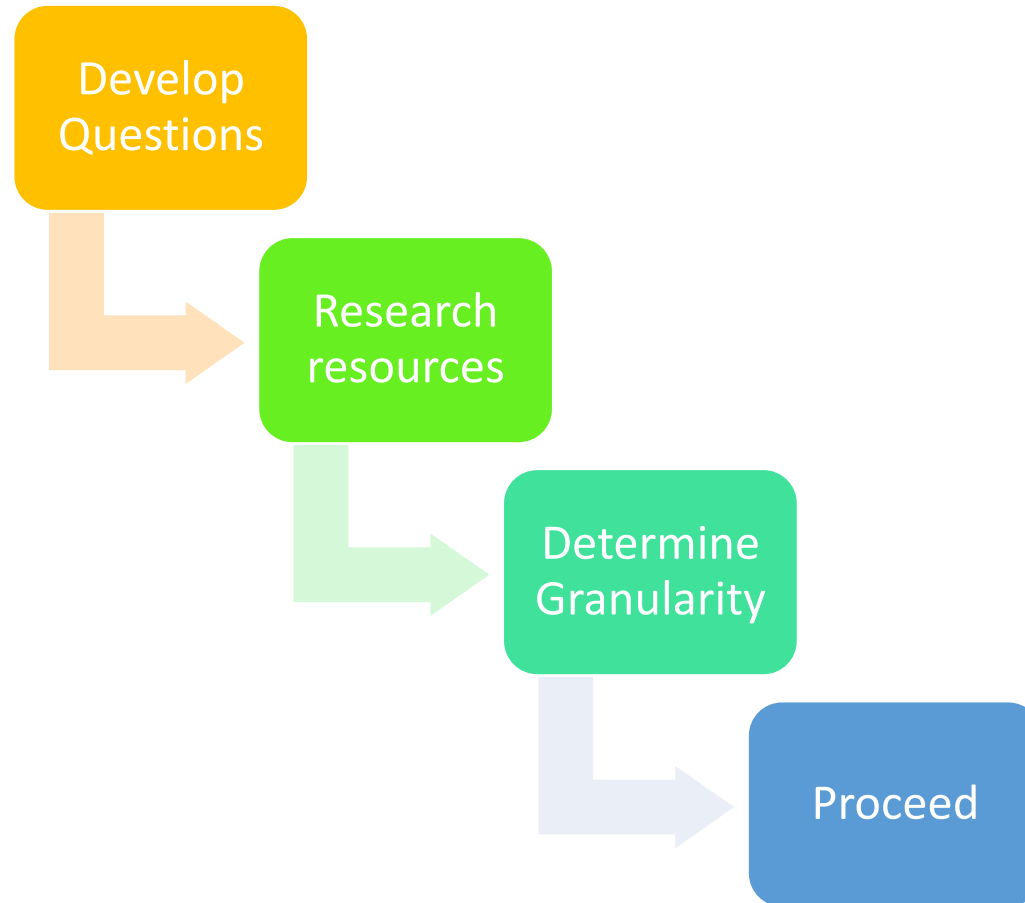 Develop
Questions
Research
resources
Determine
Granularity
Proceed